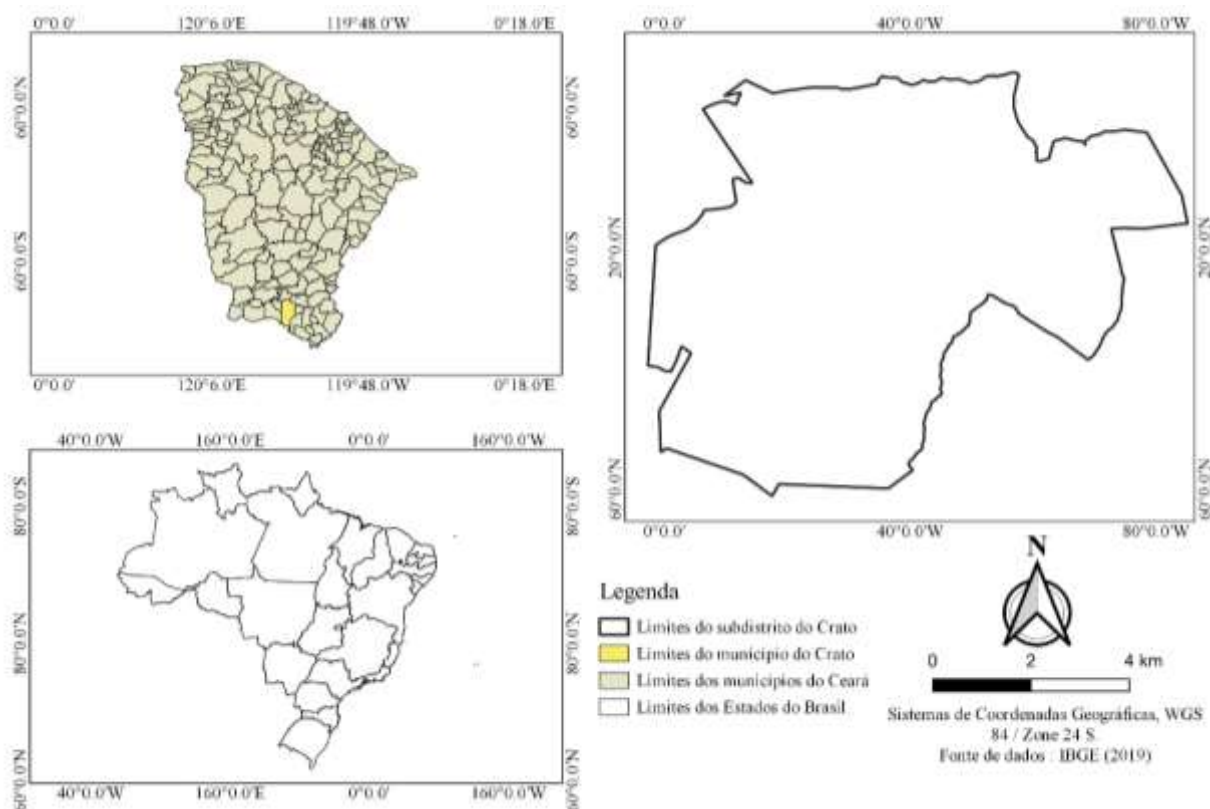 0°0.0' 120°6.0'E 119°48.0'W 0°18.0'E
60°0.0'N 60°0.0'N
60°0.0'S 60°0.0'S
0°0.0' 120°6.0'E 119°48.0'W 0°18.0'E
0°0.0' 40°0.0'W 80°0.0'W
20°0.0'N 20°0.0'N
60°0.0'N 60°0.0'N
0°0.0' 40°0.0'W 80°0.0'W
40°0.0'W 160°0.0'E 0°0.0' 160°0.0'W
80°0.0'S 80°0.0'S
80°0.0'N 80°0.0'N
60°0.0'N 60°0.0'N
40°0.0'W 160°0.0'E 0°0.0' 160°0.0'W
Legenda
Limites do subdistrito do Crato
Limites do município do Crato
Limites dos municípios do Ceará
Limites dos Estados do Brasil
N
0 2 4 km
Sistemas de Coordenadas Geográficas, WGS
84 / Zone 24 S.
Fonte de dados : IBGE (2019)